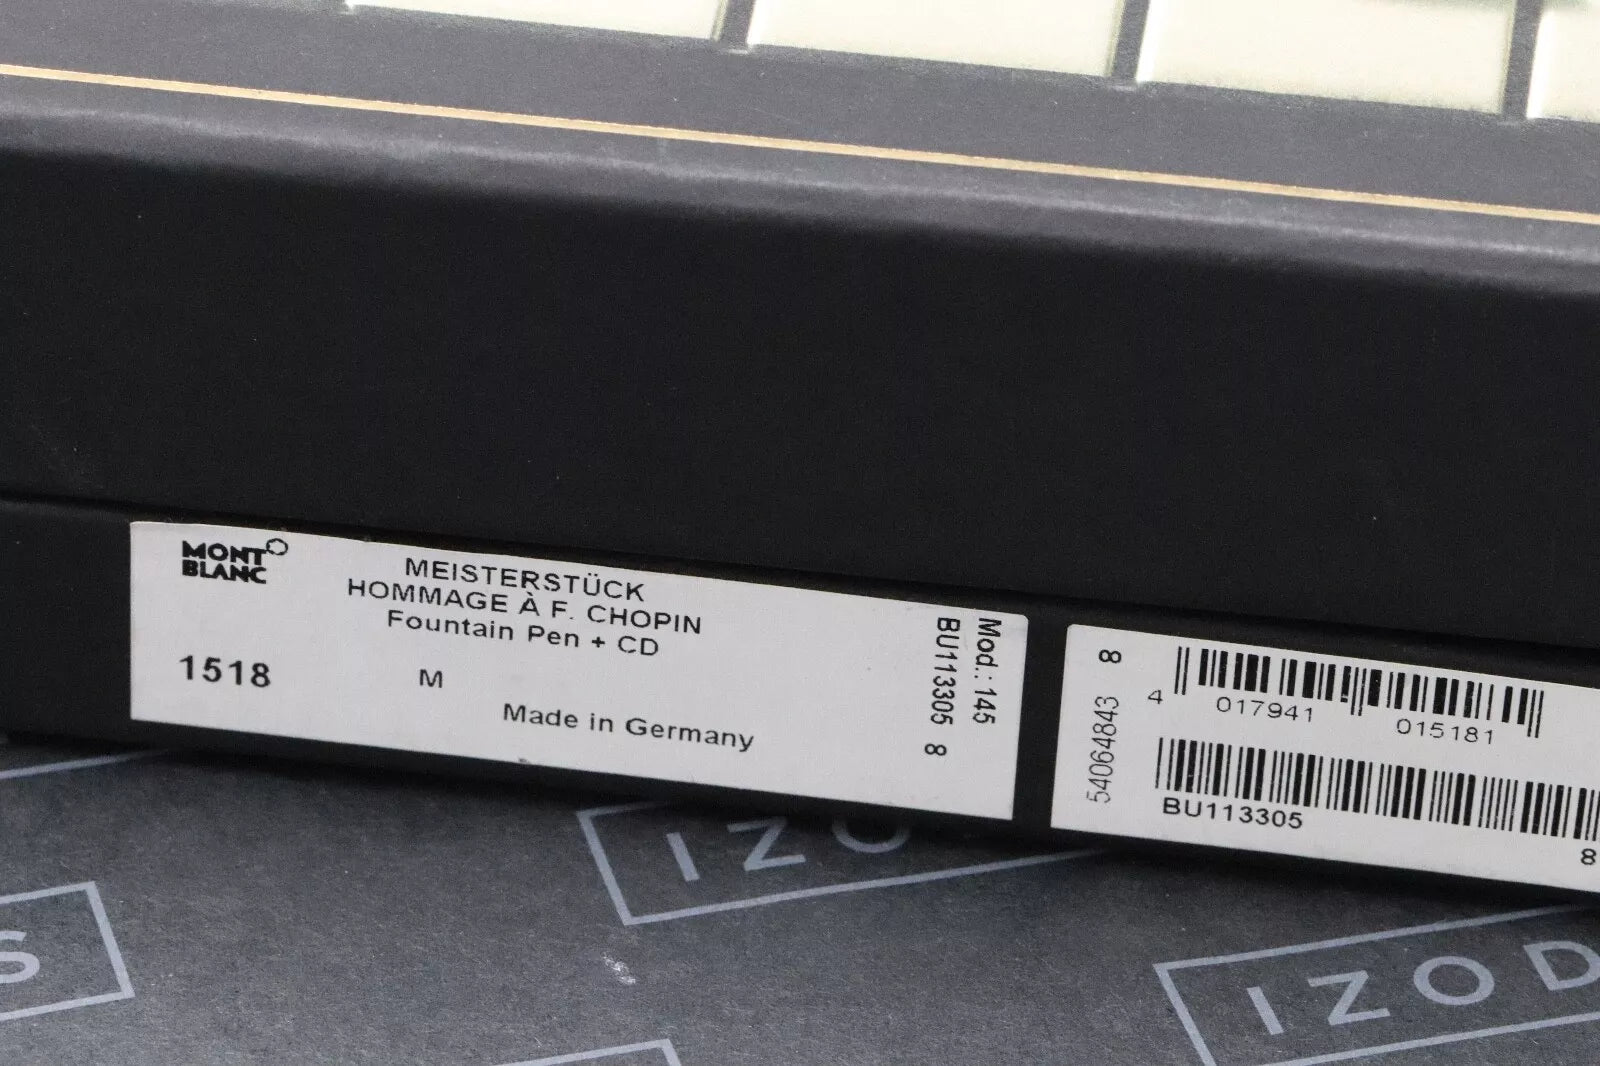 MONT
BLANC
MEISTERSTÜCK
HOMMAGE À F. CHOPIN
Fountain Pen + CD
1518
M
Made in Germany
Mod.: 145
BU113305 8
8
54064843
4 017941 015181
BU113305
8
IZO
S
IZOD